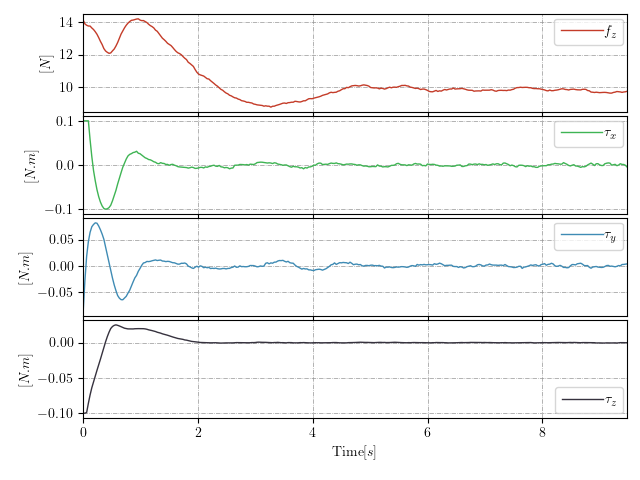 14
12
10
[N]
f_z
0.1
0.0
−0.1
[N.m]
τ_x
0.05
0.00
−0.05
[N.m]
τ_y
0.00
−0.05
−0.10
[N.m]
τ_z
0 2 4 6 8
Time[s]